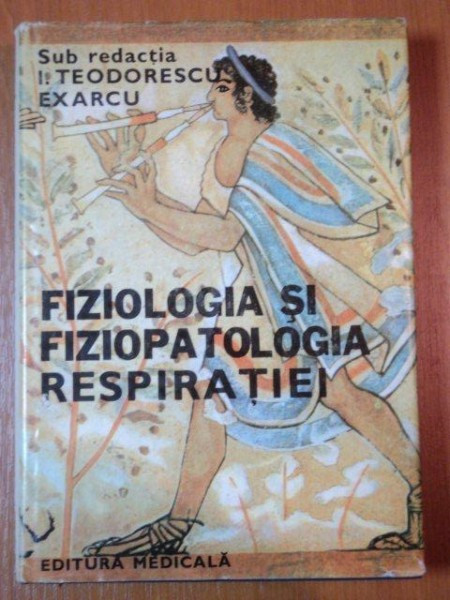 Sub redacția
I. TEODORESCU
EXARCU
FIZIOLOGIA ȘI
FIZIOPATOLOGIA
RESPIRAȚIEI
EDITURA MEDICALĂ